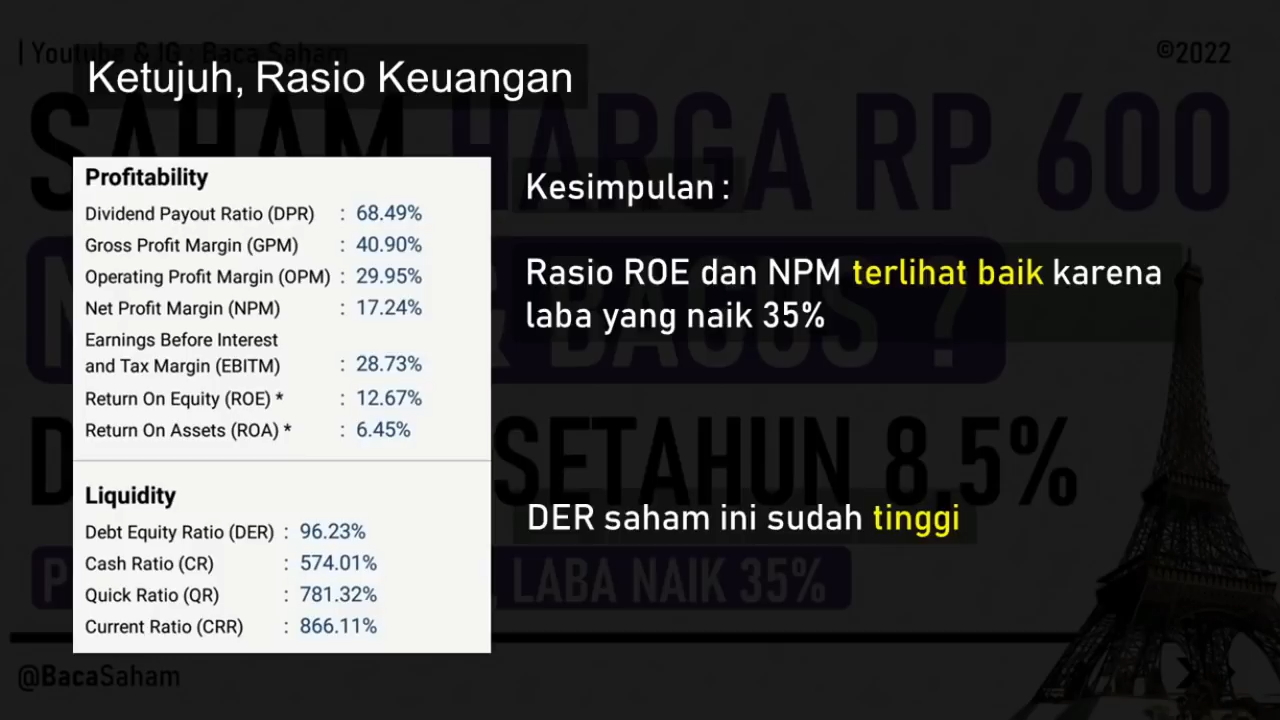 | Youtube & IG : Baca Saham
©2022
Ketujuh, Rasio Keuangan
SAHAM HARGA RP 600
Profitability
Dividend Payout Ratio (DPR) : 68.49%
Gross Profit Margin (GPM) : 40.90%
Operating Profit Margin (OPM) : 29.95%
Net Profit Margin (NPM) : 17.24%
Earnings Before Interest
and Tax Margin (EBITM) : 28.73%
Return On Equity (ROE) * : 12.67%
Return On Assets (ROA) * : 6.45%
Liquidity
Debt Equity Ratio (DER) : 96.23%
Cash Ratio (CR) : 574.01%
Quick Ratio (QR) : 781.32%
Current Ratio (CRR) : 866.11%
Kesimpulan :
Rasio ROE dan NPM terlihat baik karena
laba yang naik 35%
& BAGUS ?
SETAHUN 8,5%
DER saham ini sudah tinggi
LABA NAIK 35%
@BacaSaham